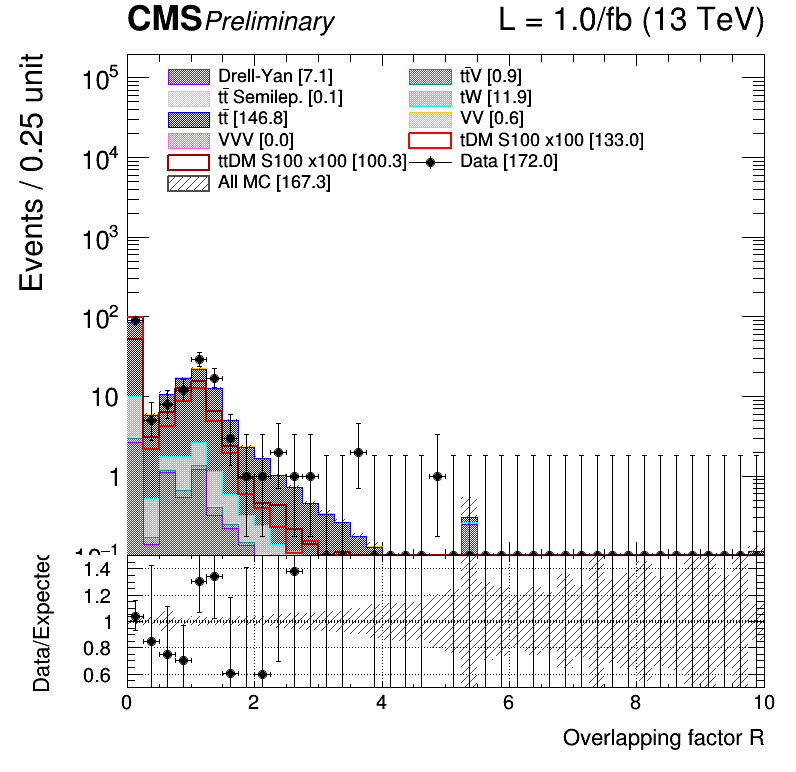 CMS Preliminary L = 1.0/fb (13 TeV)
Events / 0.25 unit
10⁵
10⁴
10³
10²
10
1
10⁻¹
Drell-Yan [7.1]
tt̄V [0.9]
tt̄ Semilep. [0.1]
tW [11.9]
tt̄ [146.8]
VV [0.6]
VVV [0.0]
tDM S100 x100 [133.0]
ttDM S100 x100 [100.3]
Data [172.0]
All MC [167.3]
Data/Expected
1.4
1.2
1
0.8
0.6
0 2 4 6 8 10
Overlapping factor R